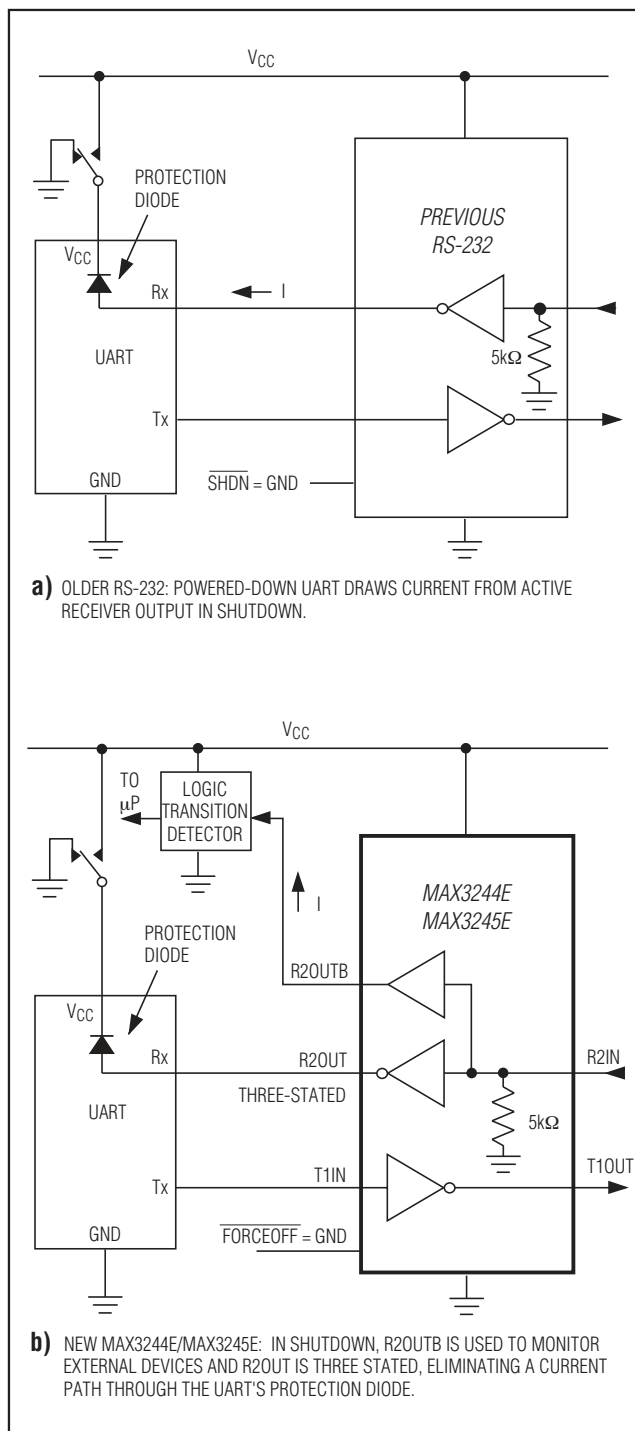 VCC
PROTECTION
DIODE
PREVIOUS
RS-232
VCC
Rx
I
5kΩ
UART
Tx
GND
SHDN = GND
a) OLDER RS-232: POWERED-DOWN UART DRAWS CURRENT FROM ACTIVE
RECEIVER OUTPUT IN SHUTDOWN.
VCC
TO
μP
LOGIC
TRANSITION
DETECTOR
MAX3244E
MAX3245E
I
PROTECTION
DIODE
R2OUTB
VCC
Rx
R2OUT
R2IN
THREE-STATED
UART
5kΩ
Tx
T1IN
T1OUT
GND
FORCEOFF = GND
b) NEW MAX3244E/MAX3245E: IN SHUTDOWN, R2OUTB IS USED TO MONITOR
EXTERNAL DEVICES AND R2OUT IS THREE STATED, ELIMINATING A CURRENT
PATH THROUGH THE UART'S PROTECTION DIODE.